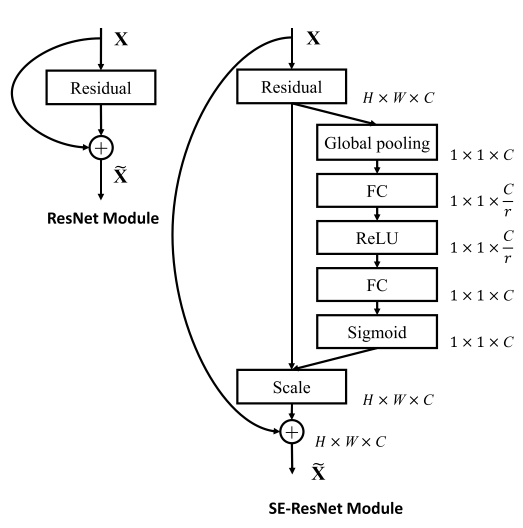 X
Residual
+
X̃
ResNet Module
X
Residual
H × W × C
Global pooling
1 × 1 × C
FC
1 × 1 × C/r
ReLU
1 × 1 × C/r
FC
1 × 1 × C
Sigmoid
1 × 1 × C
Scale
H × W × C
+
H × W × C
X̃
SE-ResNet Module